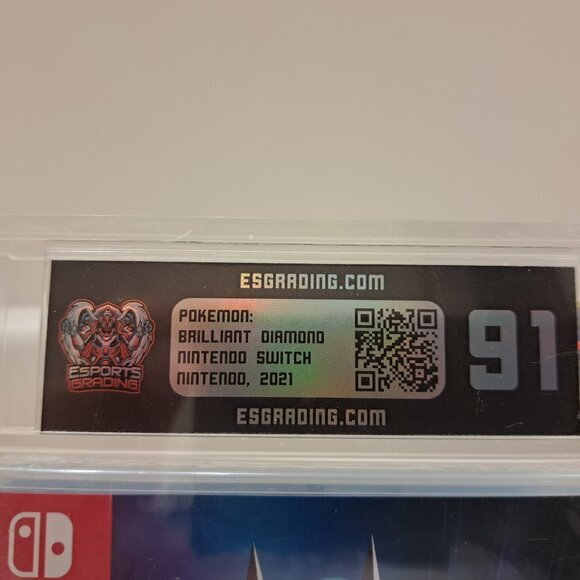 ESGRADING.COM
ESPORTS
GRADING
POKEMON:
BRILLIANT DIAMOND
NINTENDO SWITCH
NINTENDO, 2021
91
ESGRADING.COM